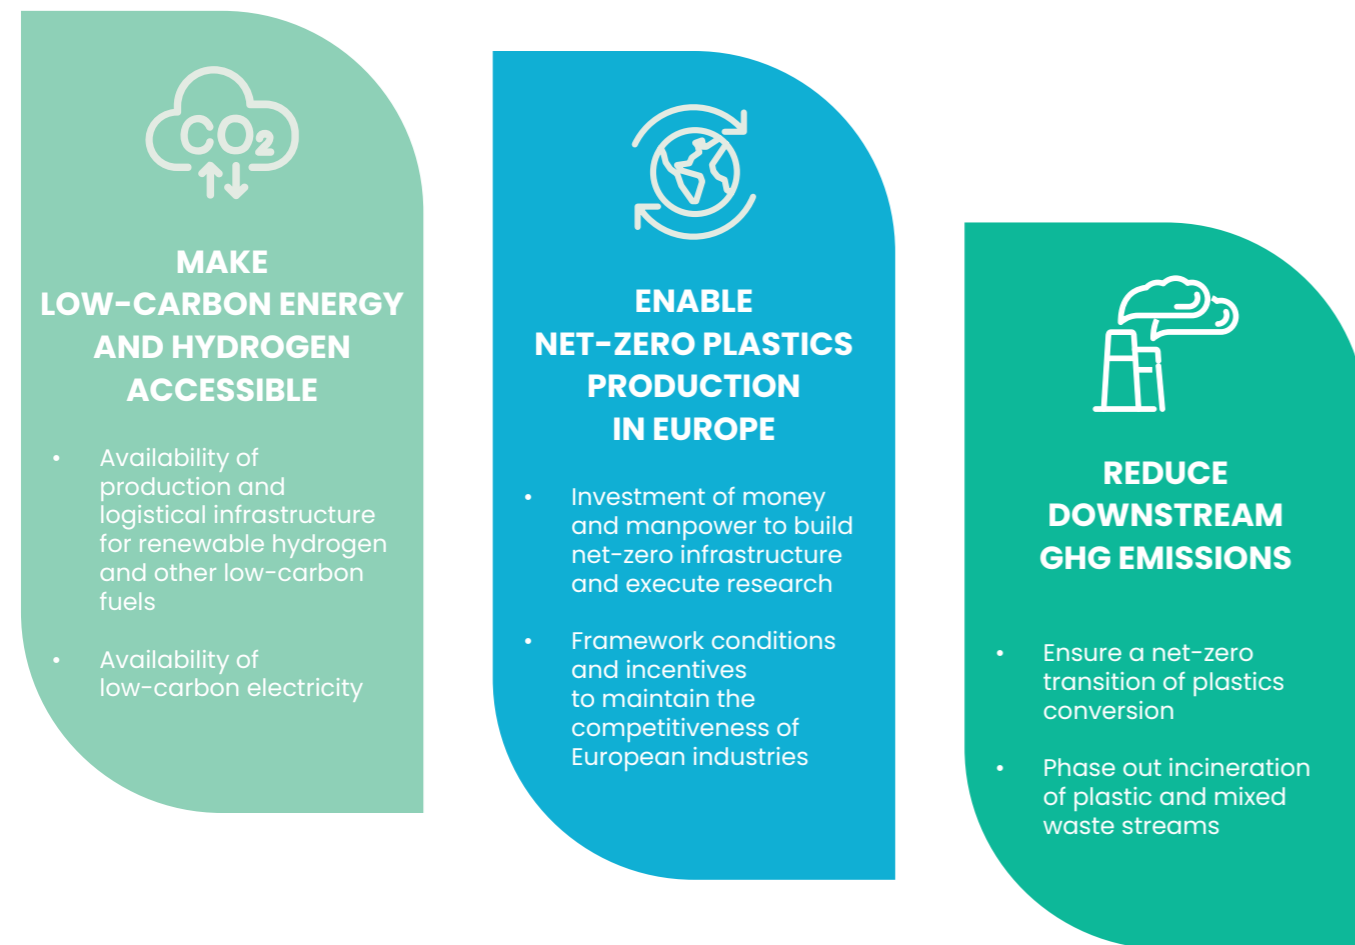 CO₂
MAKE
LOW-CARBON ENERGY
AND HYDROGEN
ACCESSIBLE
• Availability of
production and
logistical infrastructure
for renewable hydrogen
and other low-carbon
fuels
• Availability of
low-carbon electricity
ENABLE
NET-ZERO PLASTICS
PRODUCTION
IN EUROPE
• Investment of money
and manpower to build
net-zero infrastructure
and execute research
• Framework conditions
and incentives
to maintain the
competitiveness of
European industries
REDUCE
DOWNSTREAM
GHG EMISSIONS
• Ensure a net-zero
transition of plastics
conversion
• Phase out incineration
of plastic and mixed
waste streams